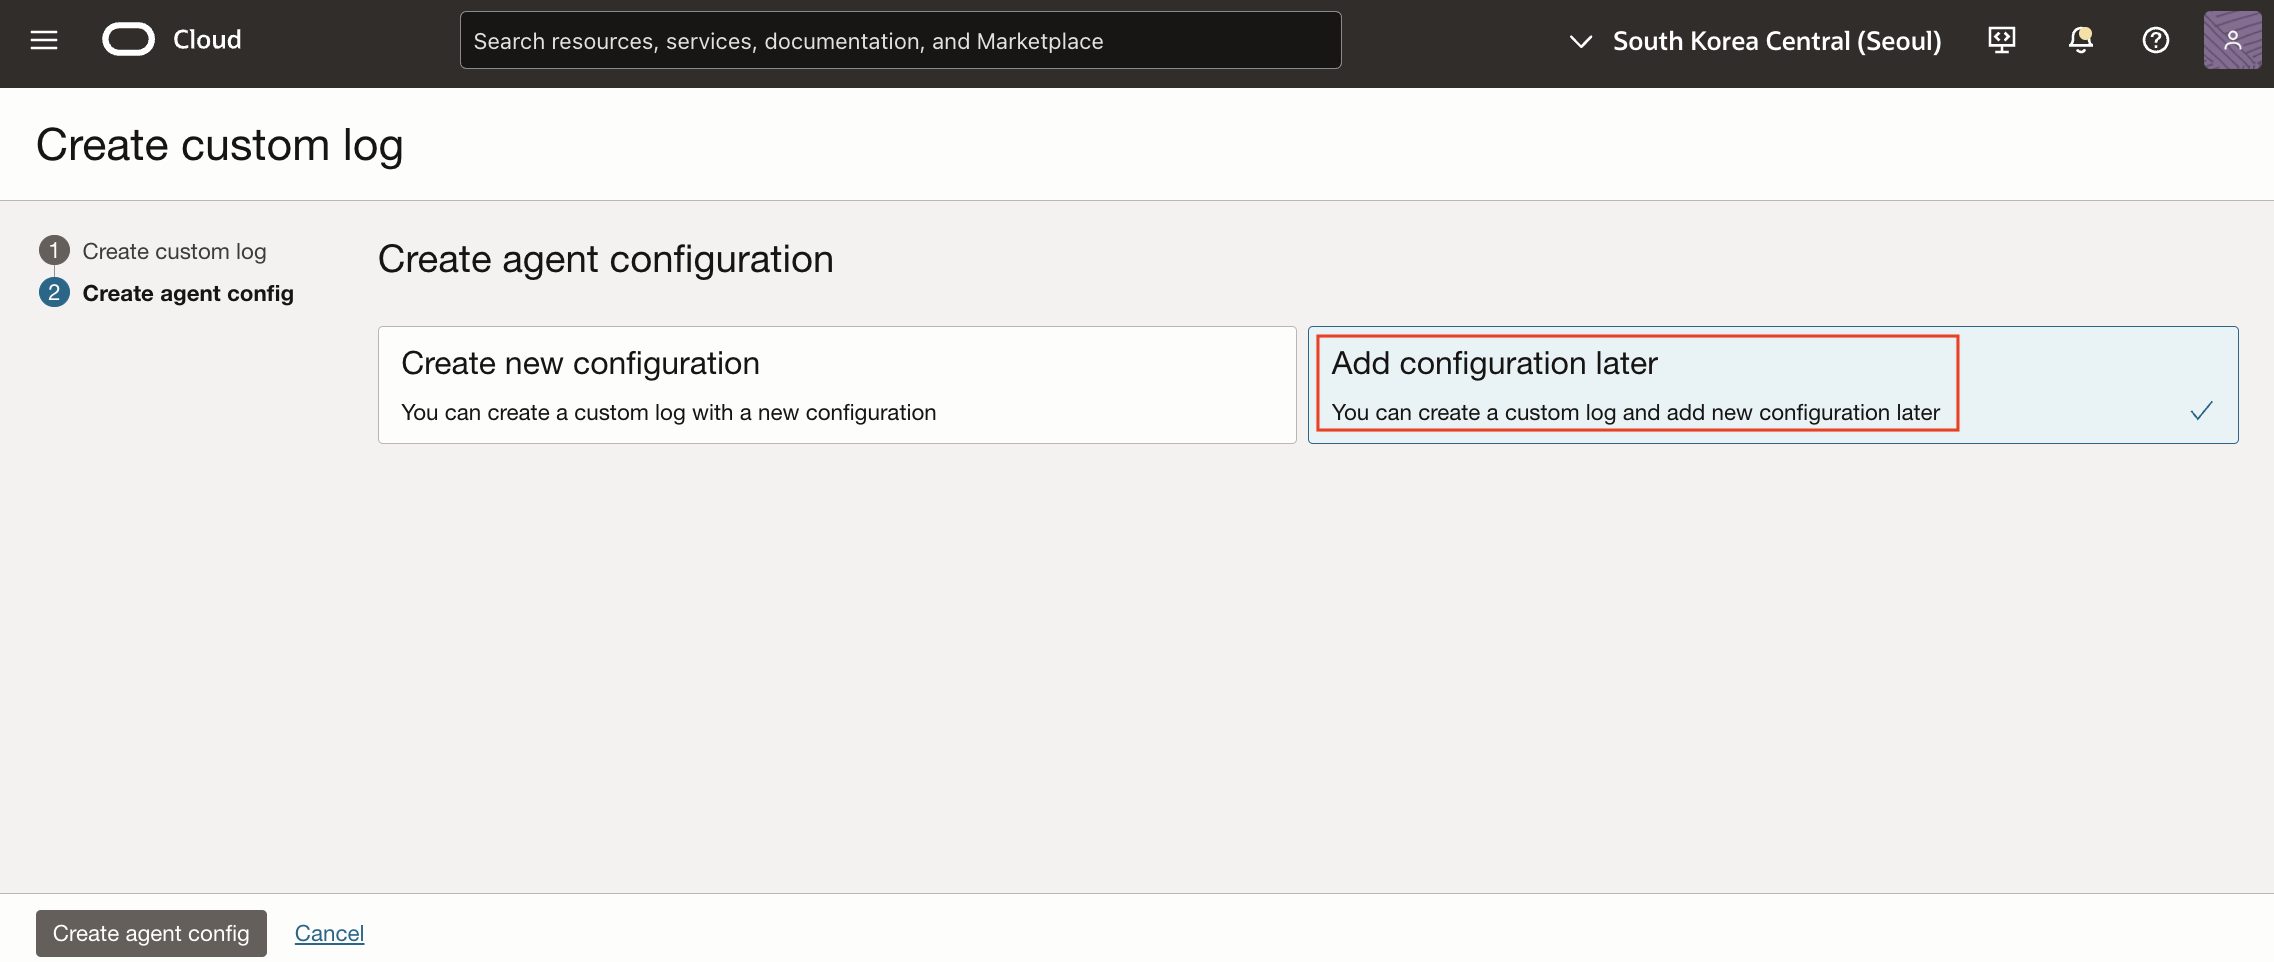 Cloud
Search resources, services, documentation, and Marketplace
South Korea Central (Seoul)
Create custom log
1 Create custom log
2 Create agent config
Create agent configuration
Create new configuration
You can create a custom log with a new configuration
Add configuration later
You can create a custom log and add new configuration later
Create agent config
Cancel